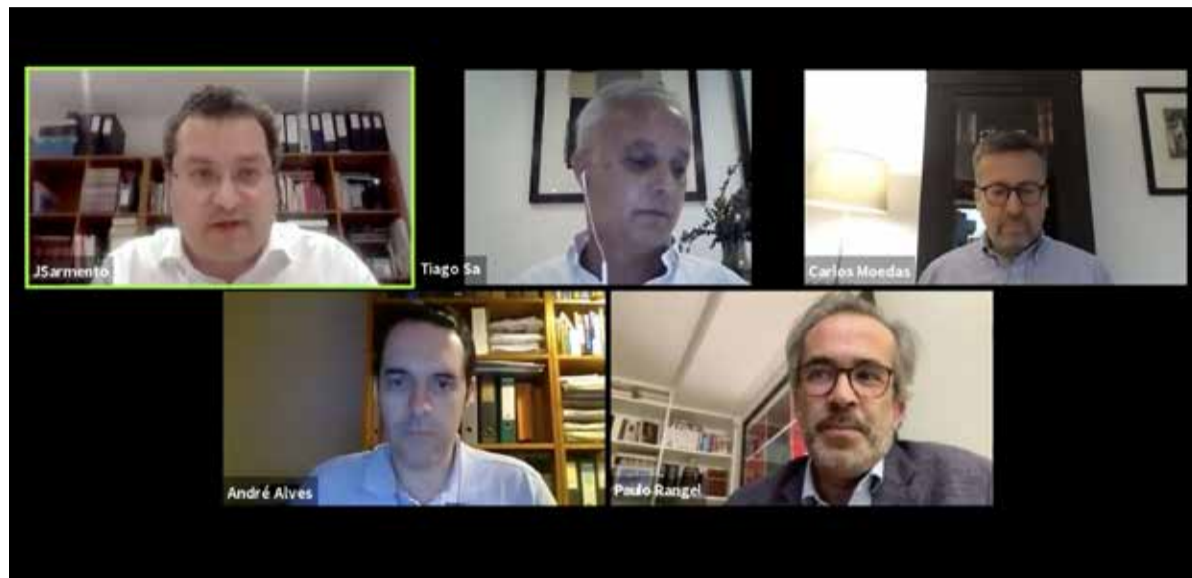 JSarmento
Tiago Sa
Carlos Moedas
André Alves
Paulo Rangel